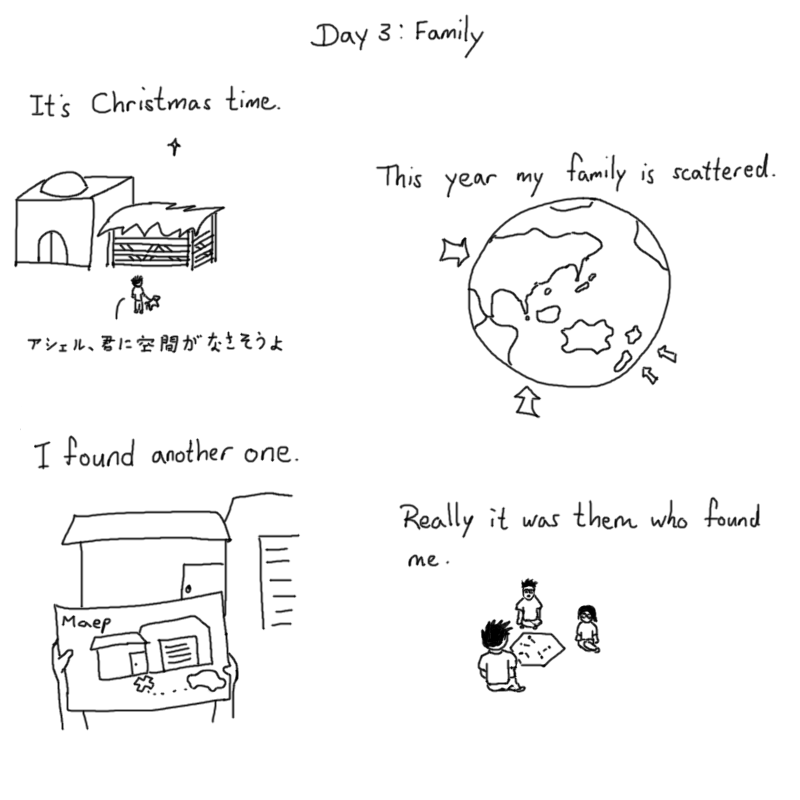 Day 3: Family
It's Christmas time.
アシェル、君に空間がなさそうよ
This year my family is scattered.
I found another one.
Maep
Really it was them who found
me.